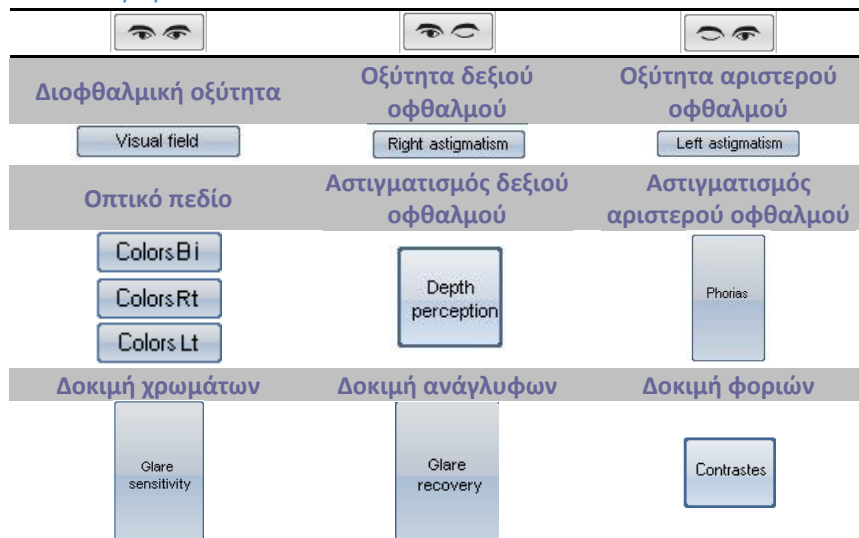 Διοφθαλμική οξύτητα
Οξύτητα δεξιού
οφθαλμού
Οξύτητα αριστερού
οφθαλμού
Visual field
Right astigmatism
Left astigmatism
Οπτικό πεδίο
Αστιγματισμός δεξιού
οφθαλμού
Αστιγματισμός
αριστερού οφθαλμού
Colors Bi
Colors Rt
Colors Lt
Depth
perception
Phorias
Δοκιμή χρωμάτων
Δοκιμή ανάγλυφων
Δοκιμή φοριών
Glare
sensitivity
Glare
recovery
Contrastes